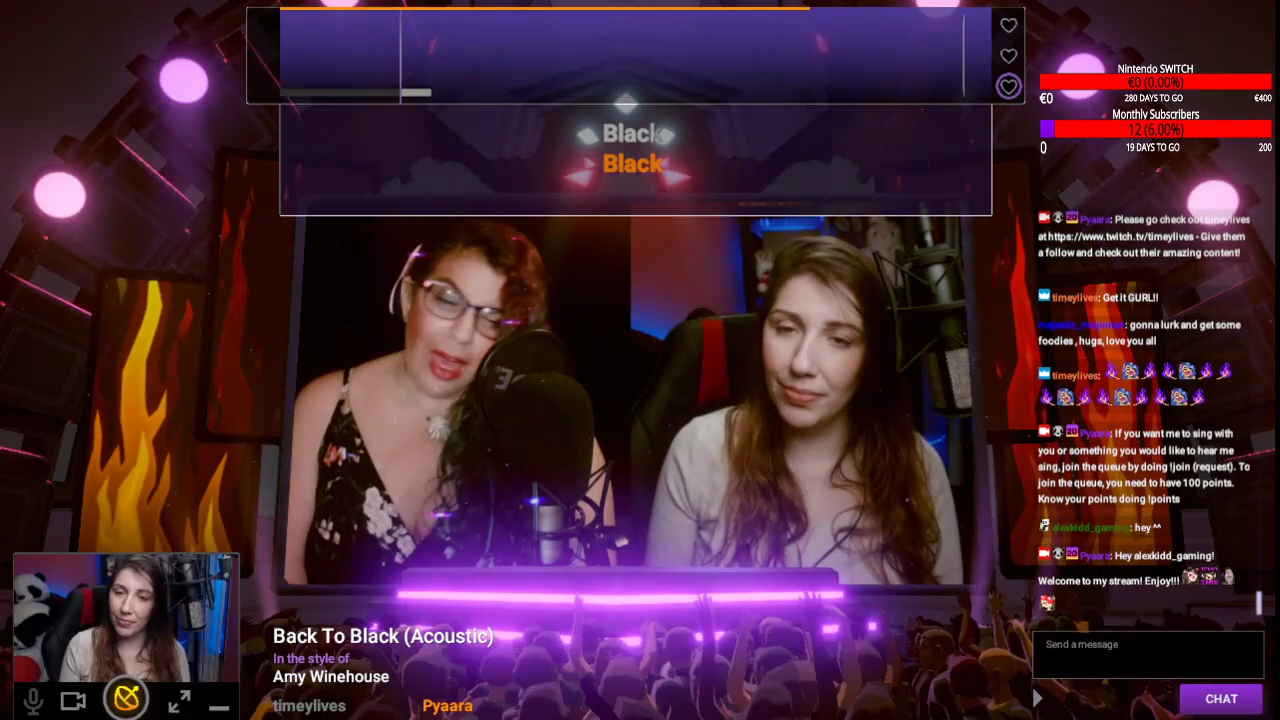 Black
Black
Nintendo SWITCH
€0 (0.00%)
€0
280 DAYS TO GO
€400
Monthly Subscribers
12 (6.00%)
0
19 DAYS TO GO
200
Pyaara: Please go check out timeylives
at https://www.twitch.tv/timeylives - Give them
a follow and check out their amazing content!
timeylives: Get it GURL!!
: gonna lurk and get some
foodies , hugs, love you all
timeylives:
Pyaara: If you want me to sing with
you or something you would like to hear me
sing, join the queue by doing !join (request). To
join the queue, you need to have 100 points.
Know your points doing !points
alexkidd_gaming: hey ^^
Pyaara: Hey alexkidd_gaming!
Welcome to my stream! Enjoy!!!
Send a message
CHAT
Back To Black (Acoustic)
In the style of
Amy Winehouse
timeylives
Pyaara